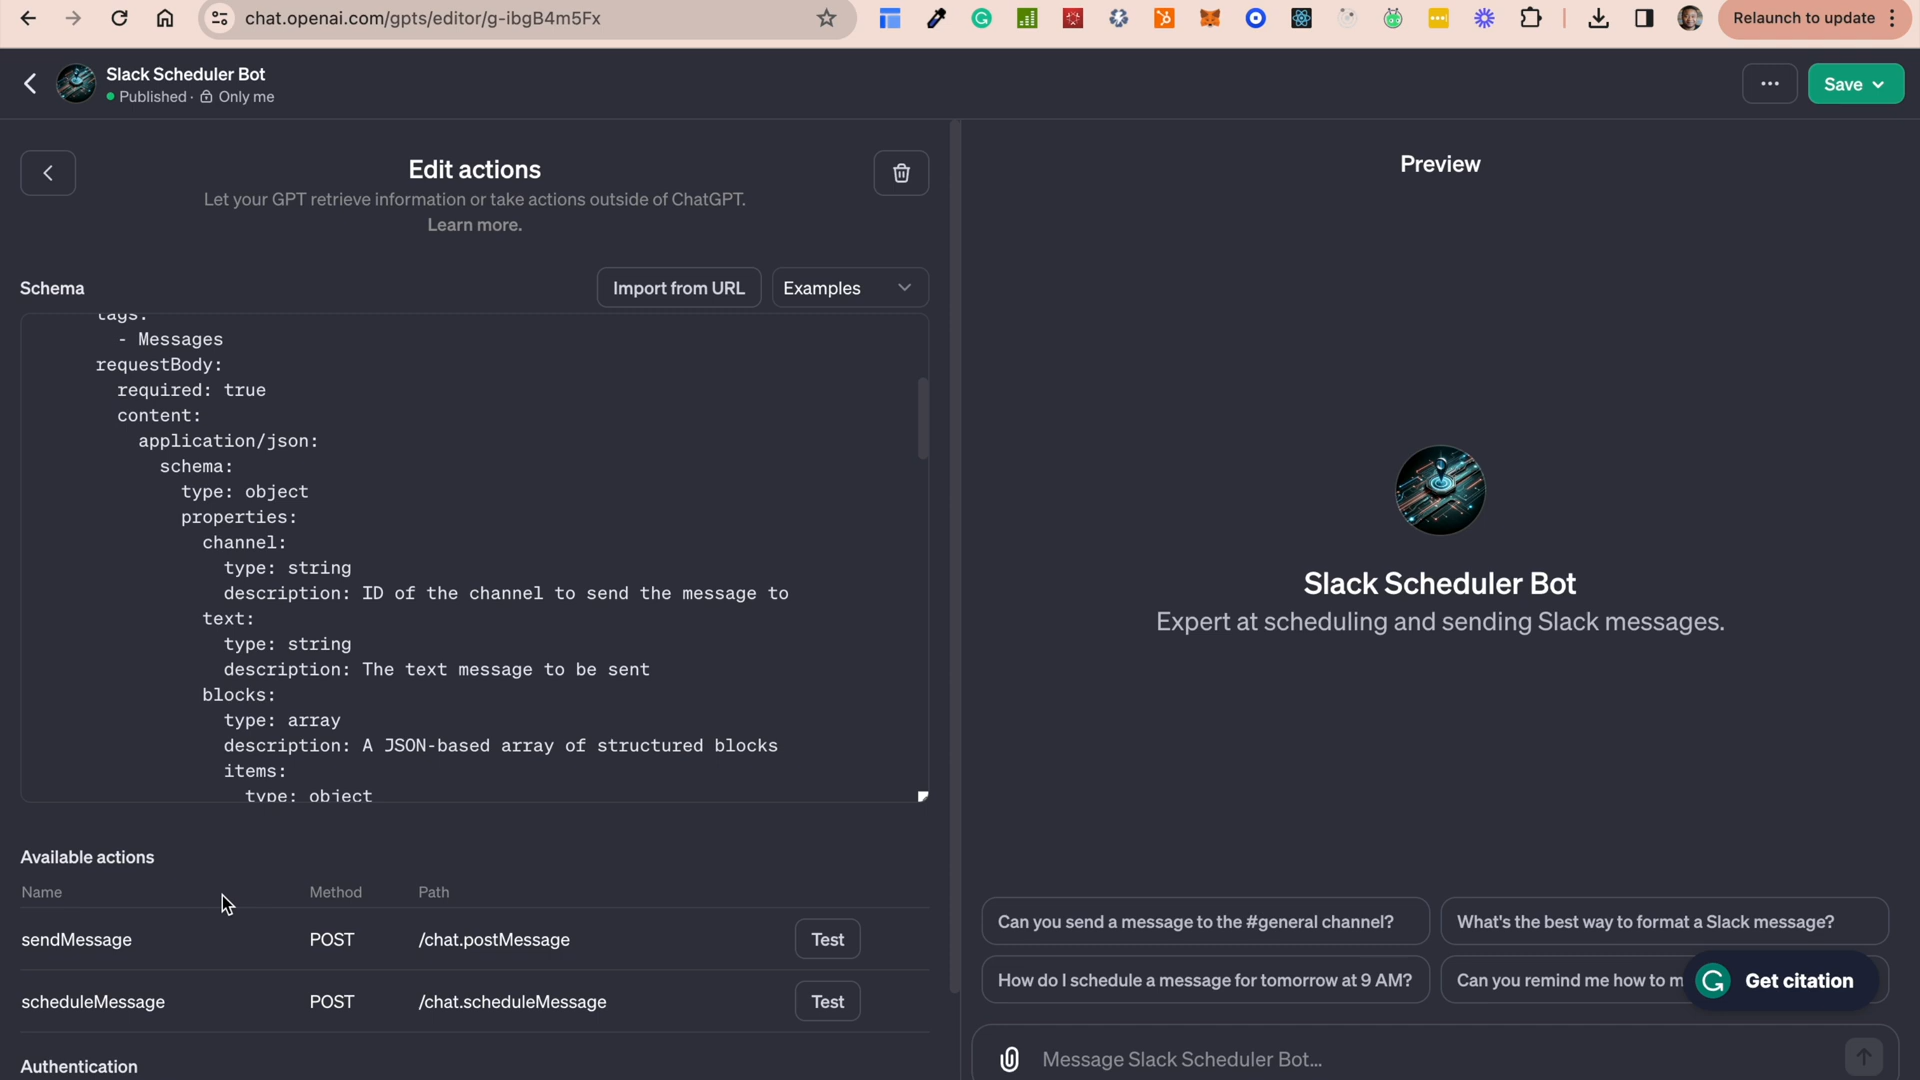 chat.openai.com/gpts/editor/g-ibgB4m5Fx
Relaunch to update
Slack Scheduler Bot
Published · Only me
Save
Edit actions
Let your GPT retrieve information or take actions outside of ChatGPT.
Learn more.
Schema
Import from URL
Examples
tags:
- Messages
requestBody:
required: true
content:
application/json:
schema:
type: object
properties:
channel:
type: string
description: ID of the channel to send the message to
text:
type: string
description: The text message to be sent
blocks:
type: array
description: A JSON-based array of structured blocks
items:
type: object
Available actions
Name Method Path
sendMessage POST /chat.postMessage Test
scheduleMessage POST /chat.scheduleMessage Test
Authentication
Preview
Slack Scheduler Bot
Expert at scheduling and sending Slack messages.
Can you send a message to the #general channel?
What's the best way to format a Slack message?
How do I schedule a message for tomorrow at 9 AM?
Can you remind me how to m
Get citation
Message Slack Scheduler Bot...